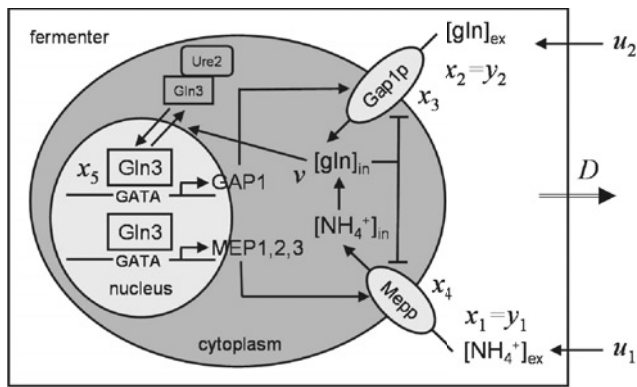 fermenter
[gln]ex
u2
Ure2
Gln3
x2=y2
Gap1p
x3
x5
Gln3
v
[gln]in
GATA
GAP1
D
Gln3
[NH4+]in
GATA
MEP1,2,3
nucleus
Mepp
x4
x1=y1
cytoplasm
[NH4+]ex
u1